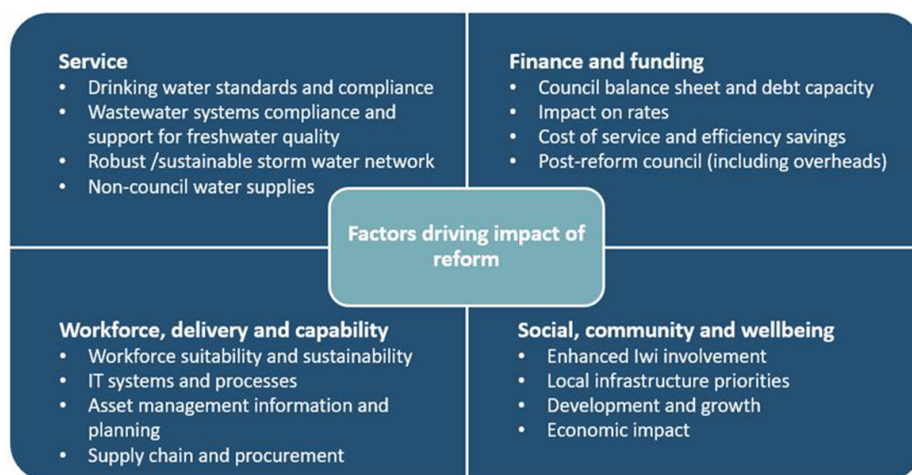 Service
• Drinking water standards and compliance
• Wastewater systems compliance and
support for freshwater quality
• Robust /sustainable storm water network
• Non-council water supplies
Finance and funding
• Council balance sheet and debt capacity
• Impact on rates
• Cost of service and efficiency savings
• Post-reform council (including overheads)
Factors driving impact of
reform
Workforce, delivery and capability
• Workforce suitability and sustainability
• IT systems and processes
• Asset management information and
planning
• Supply chain and procurement
Social, community and wellbeing
• Enhanced Iwi involvement
• Local infrastructure priorities
• Development and growth
• Economic impact